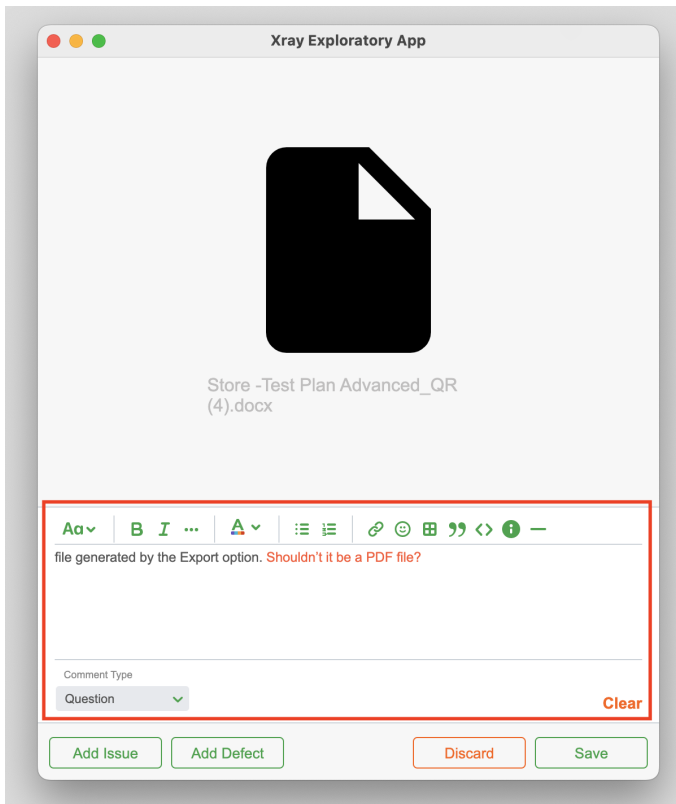 Xray Exploratory App
Store -Test Plan Advanced_QR
(4).docx
Aa B I ... A
file generated by the Export option. Shouldn't it be a PDF file?
Comment Type
Question
Clear
Add Issue Add Defect Discard Save